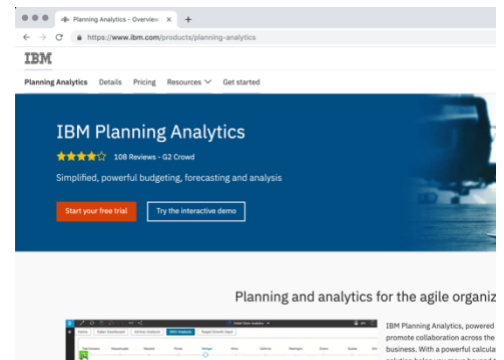 Planning Analytics - Overview
https://www.ibm.com/products/planning-analytics
IBM
Planning Analytics Details Pricing Resources Get started
IBM Planning Analytics
108 Reviews - G2 Crowd
Simplified, powerful budgeting, forecasting and analysis
Start your free trial Try the interactive demo
Planning and analytics for the agile organiz
IBM Planning Analytics, powered
promote collaboration across the
business. With a powerful calcula